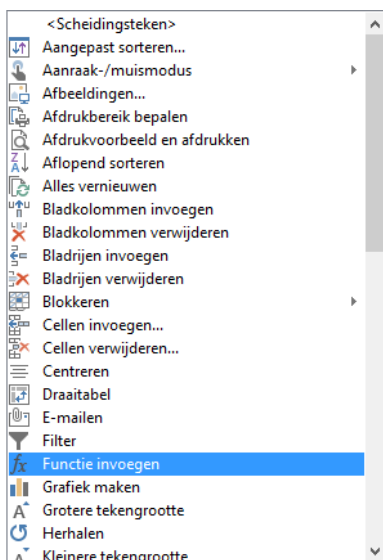 <Scheidingsteken>
Aangepast sorteren...
Aanraak-/muismodus
Afbeeldingen...
Afdrukbereik bepalen
Afdrukvoorbeeld en afdrukken
Aflopend sorteren
Alles vernieuwen
Bladkolommen invoegen
Bladkolommen verwijderen
Bladrijen invoegen
Bladrijen verwijderen
Blokkeren
Cellen invoegen...
Cellen verwijderen...
Centreren
Draaitabel
E-mailen
Filter
fx Functie invoegen
Grafiek maken
Grotere tekengrootte
Herhalen
Kleinere tekengrootte